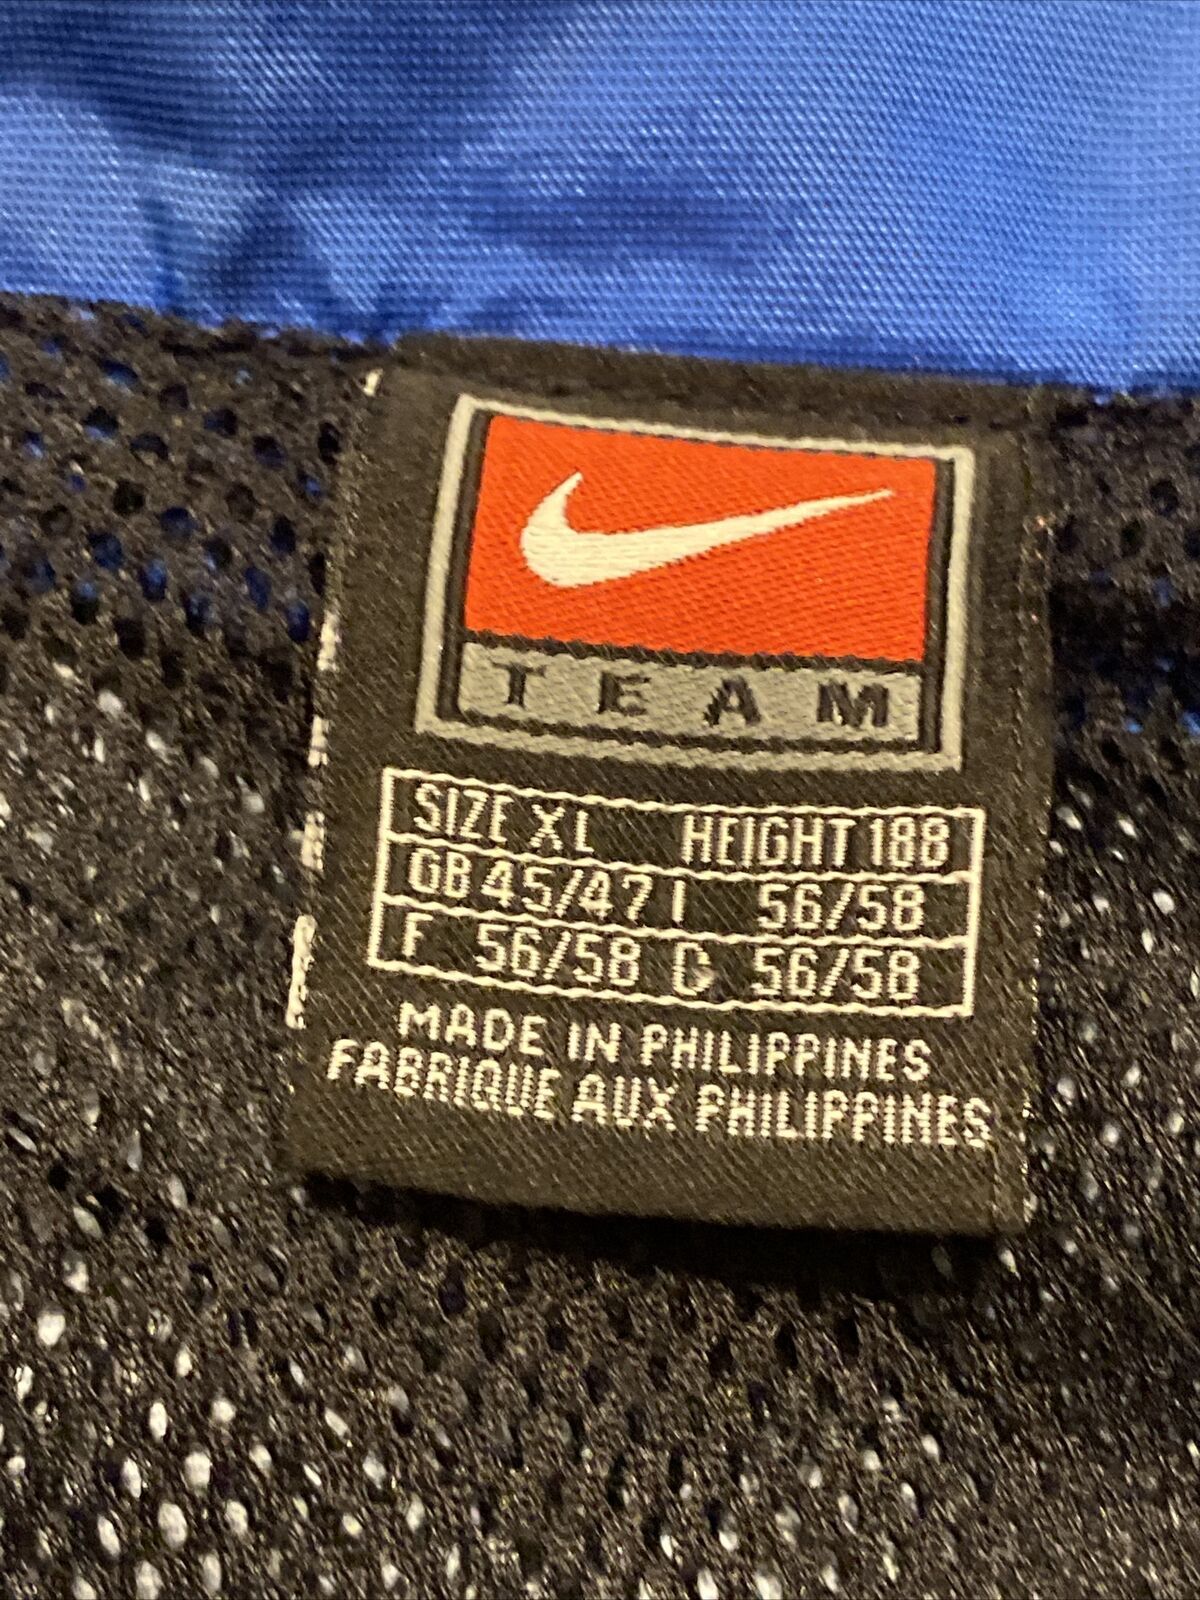 TEAM
SIZE XL HEIGHT 188
GB 45/47 I 56/58
F 56/58 D 56/58
MADE IN PHILIPPINES
FABRIQUE AUX PHILIPPINES